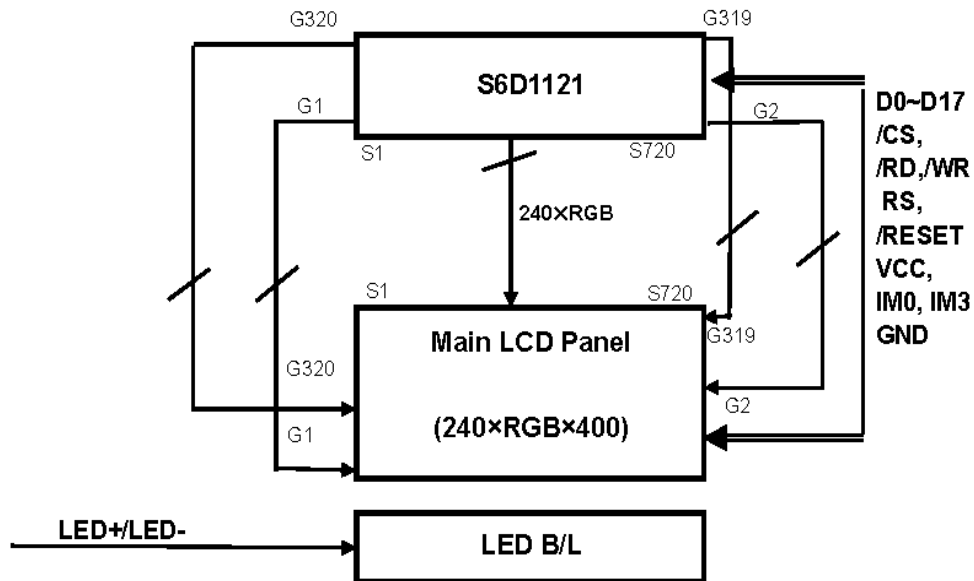 G320
G319
S6D1121
G1
G2
S1
S720
D0~D17
/CS,
/RD,/WR
RS,
/RESET
VCC,
IM0, IM3
GND
240×RGB
S1
S720
G319
Main LCD Panel
G320
G2
(240×RGB×400)
G1
LED+/LED-
LED B/L